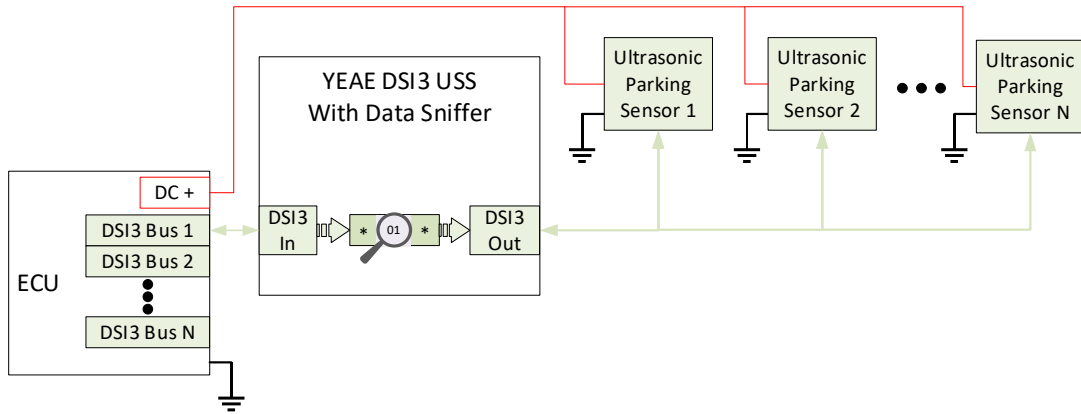 YEAE DSI3 USS
With Data Sniffer
Ultrasonic
Parking
Sensor 1
Ultrasonic
Parking
Sensor 2
Ultrasonic
Parking
Sensor N
ECU
DC +
DSI3 Bus 1
DSI3 Bus 2
DSI3 Bus N
DSI3
In
* 01 *
DSI3
Out